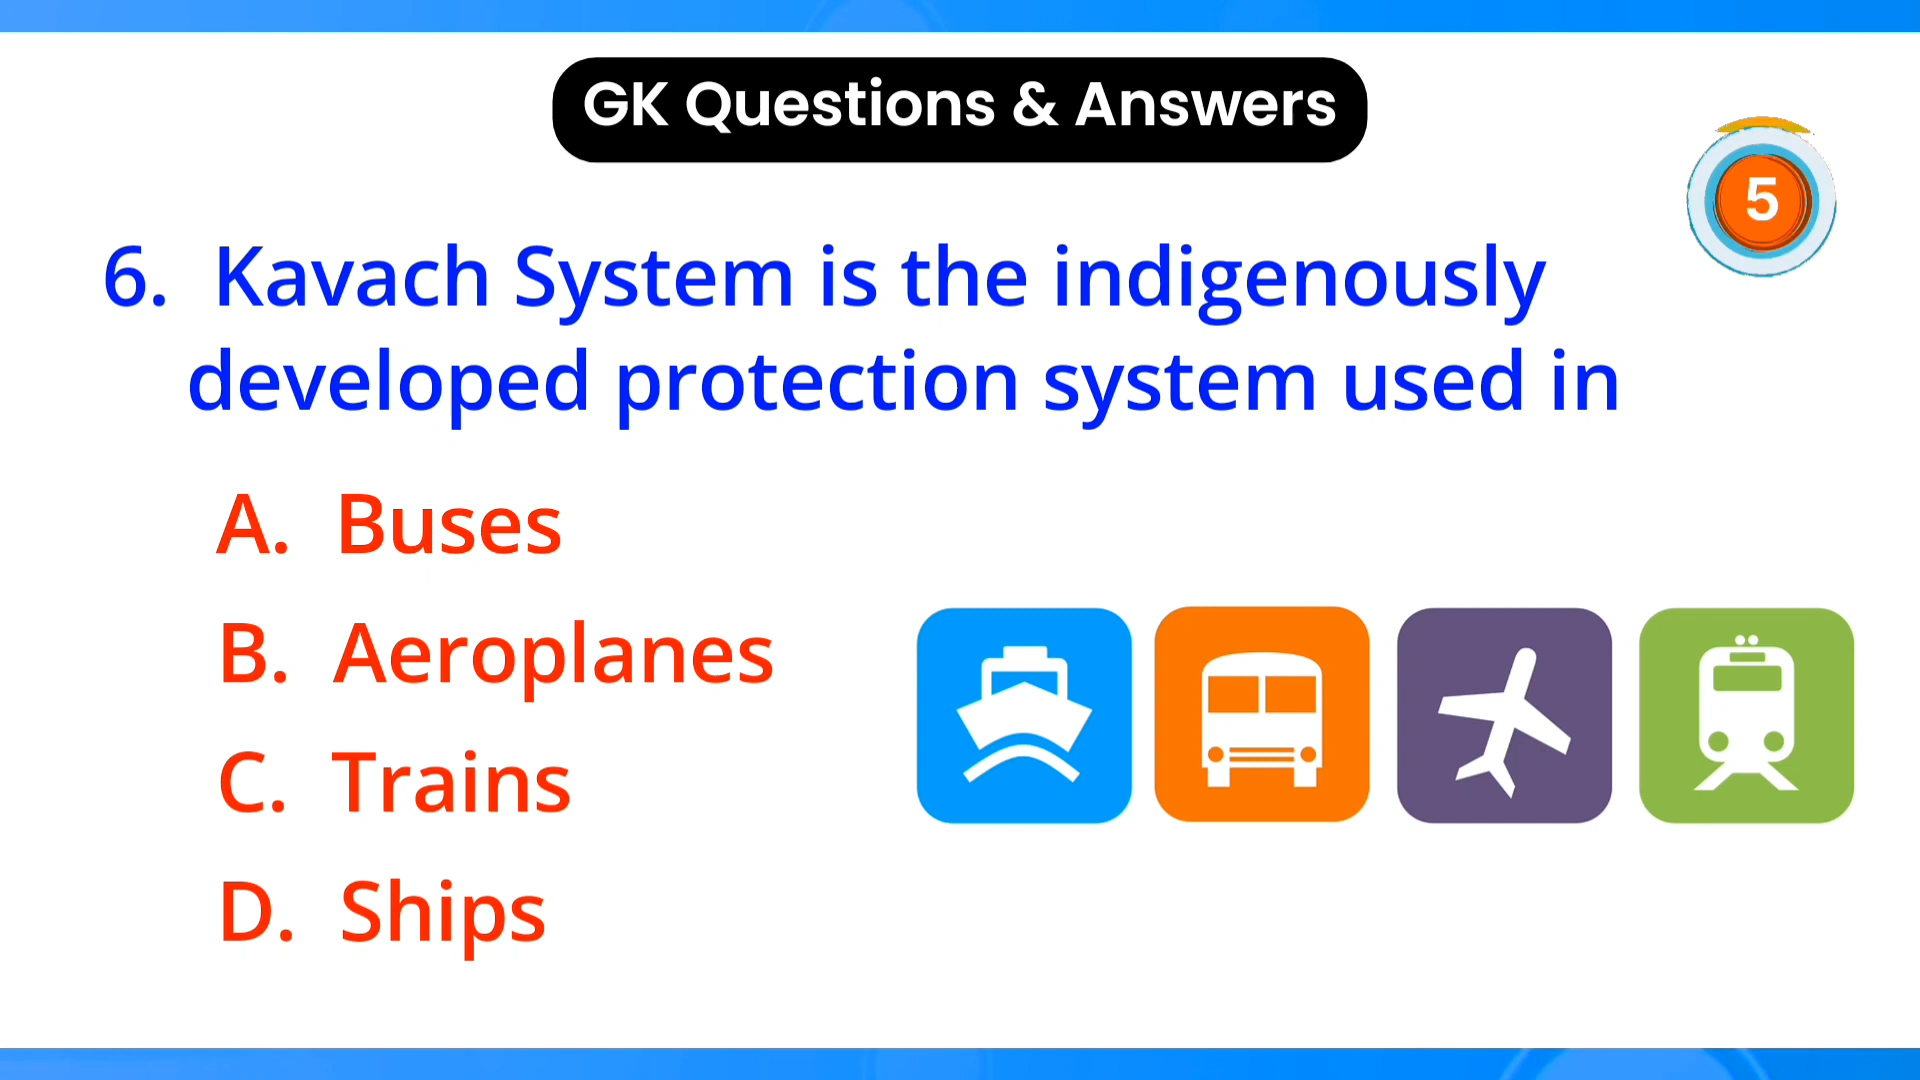 GK Questions & Answers
5
6. Kavach System is the indigenously
developed protection system used in
A. Buses
B. Aeroplanes
C. Trains
D. Ships